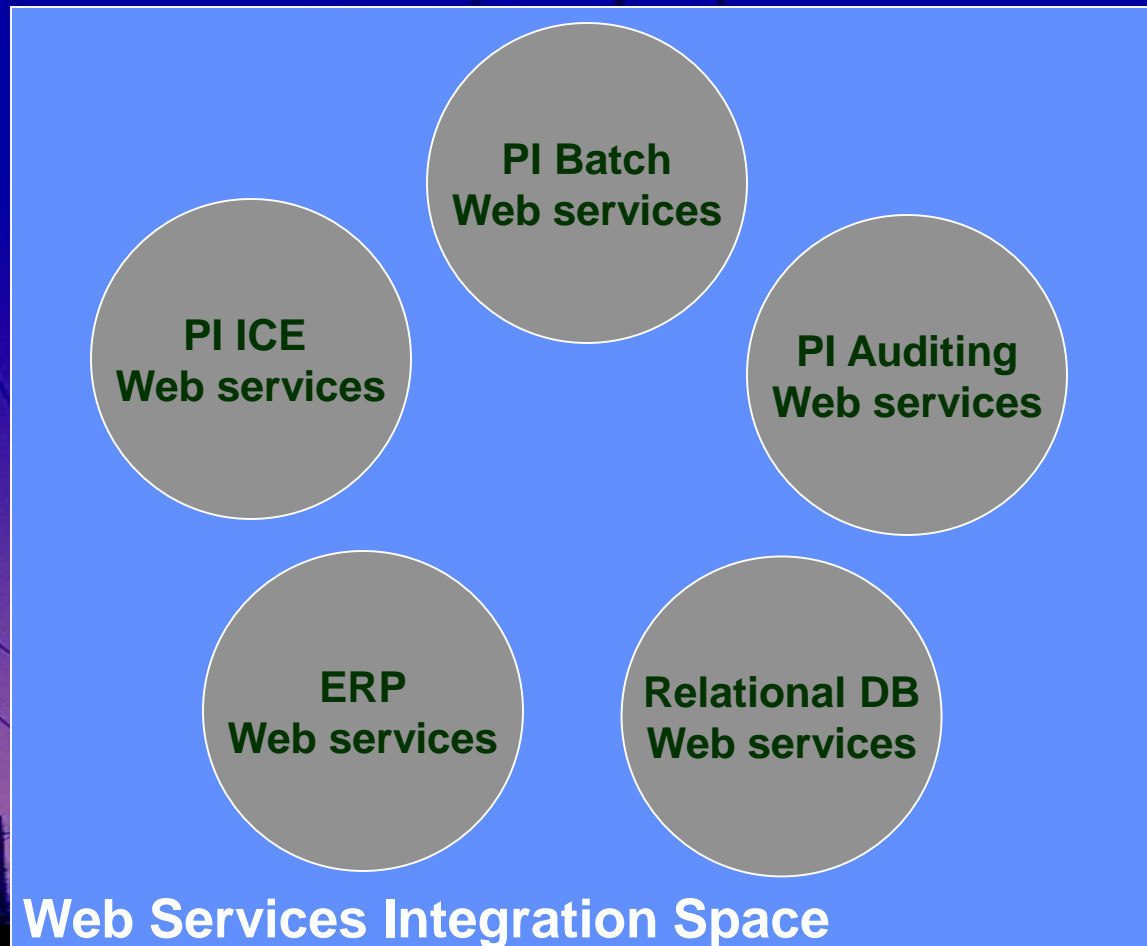 PI Batch
Web services
PI ICE
Web services
PI Auditing
Web services
ERP
Web services
Relational DB
Web services
Web Services Integration Space